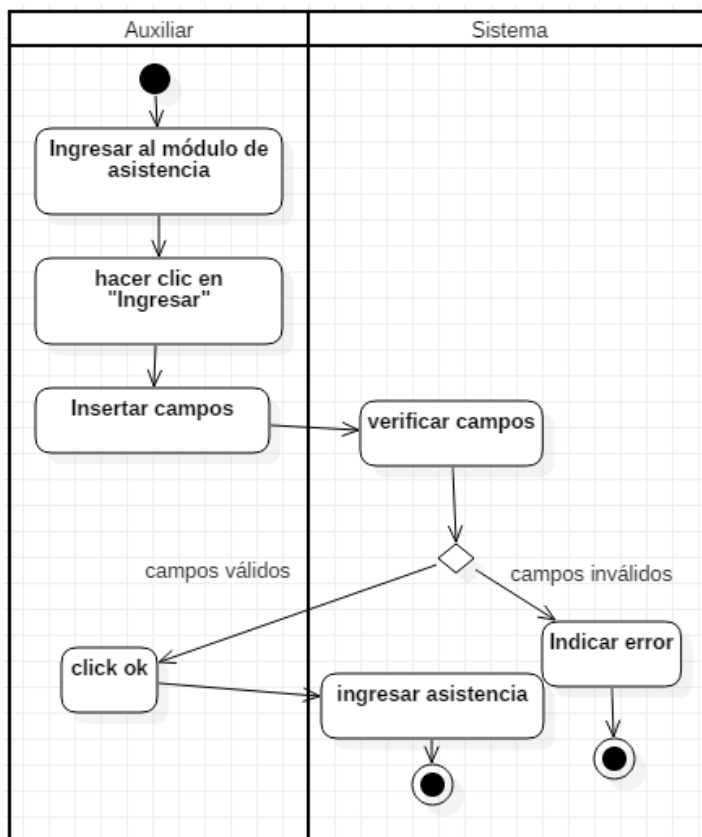 Auxiliar
Sistema
Ingresar al módulo de
asistencia
hacer clic en
"Ingresar"
Insertar campos
verificar campos
campos válidos
campos inválidos
click ok
Indicar error
ingresar asistencia